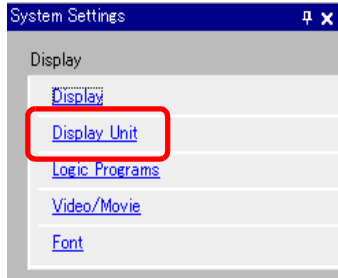 System Settings
Display
Display
Display Unit
Logic Programs
Video/Movie
Font